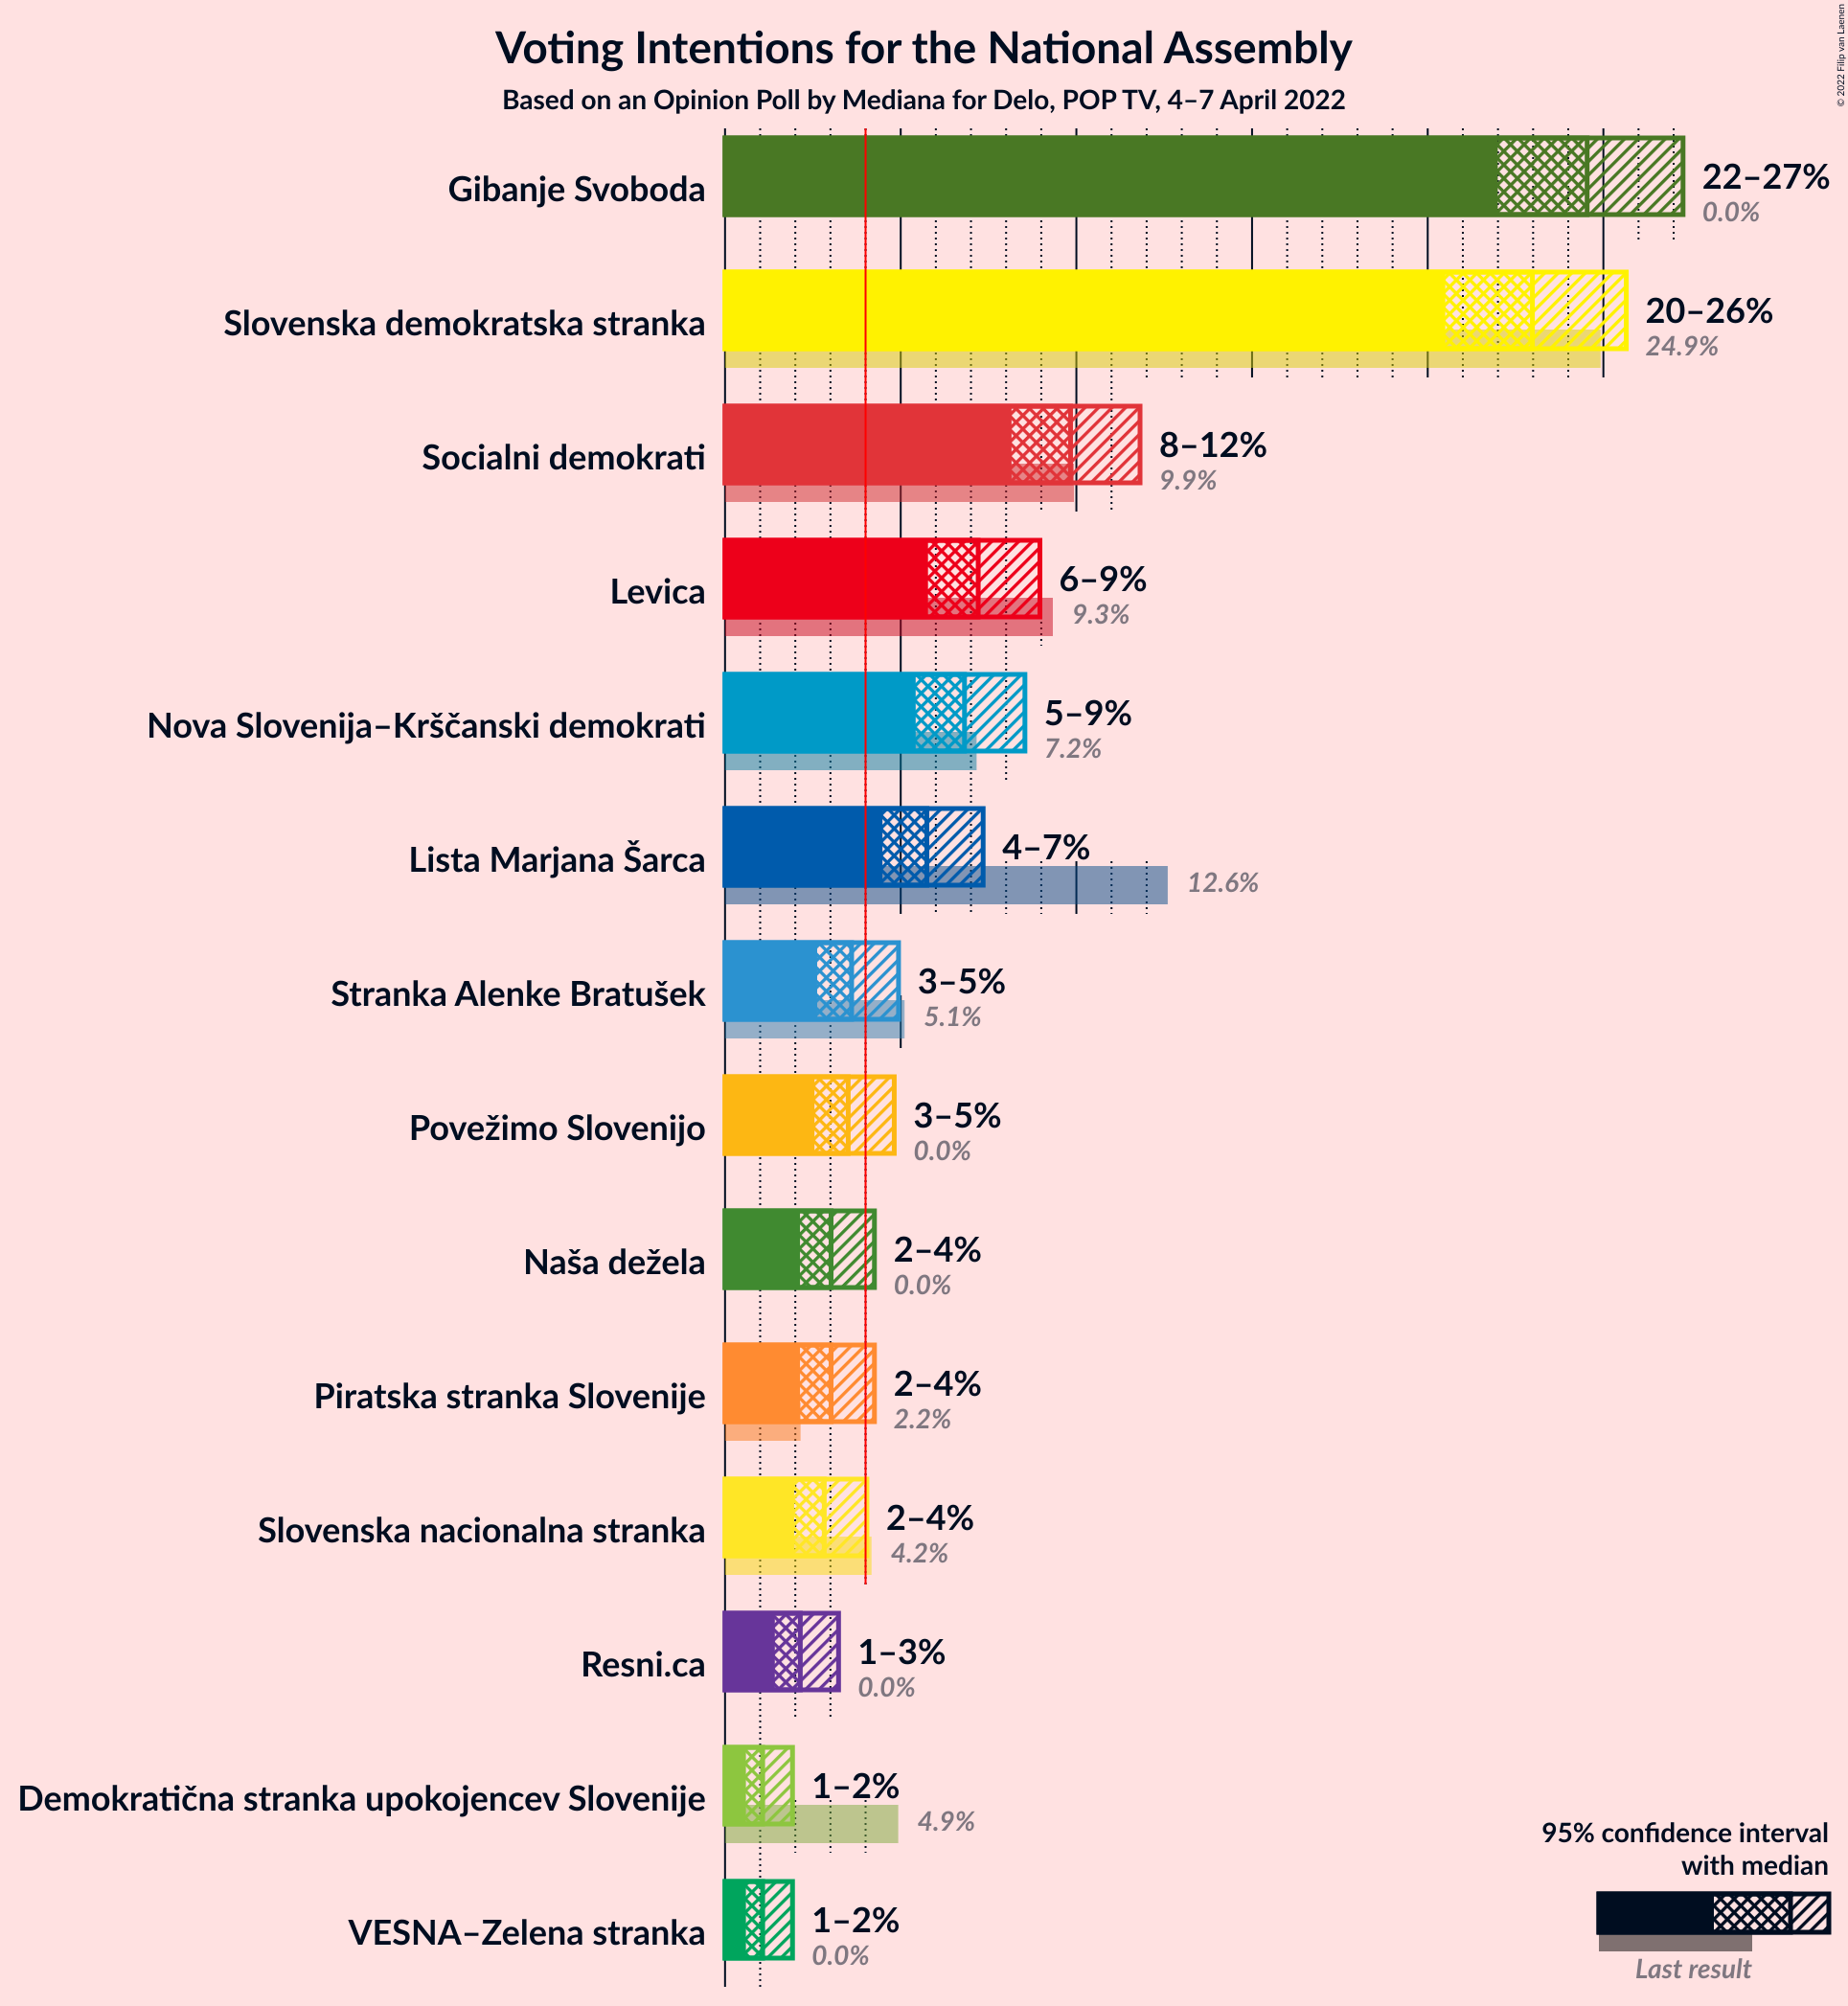 Voting Intentions for the National Assembly
Based on an Opinion Poll by Mediana for Delo, POP TV, 4–7 April 2022
© 2022 Filip van Laenen
Gibanje Svoboda
22–27%
0.0%
Slovenska demokratska stranka
20–26%
24.9%
Socialni demokrati
8–12%
9.9%
Levica
6–9%
9.3%
Nova Slovenija–Krščanski demokrati
5–9%
7.2%
Lista Marjana Šarca
4–7%
12.6%
Stranka Alenke Bratušek
3–5%
5.1%
Povežimo Slovenijo
3–5%
0.0%
Naša dežela
2–4%
0.0%
Piratska stranka Slovenije
2–4%
2.2%
Slovenska nacionalna stranka
2–4%
4.2%
Resni.ca
1–3%
0.0%
Demokratična stranka upokojencev Slovenije
1–2%
4.9%
VESNA–Zelena stranka
1–2%
0.0%
95% confidence interval
with median
Last result